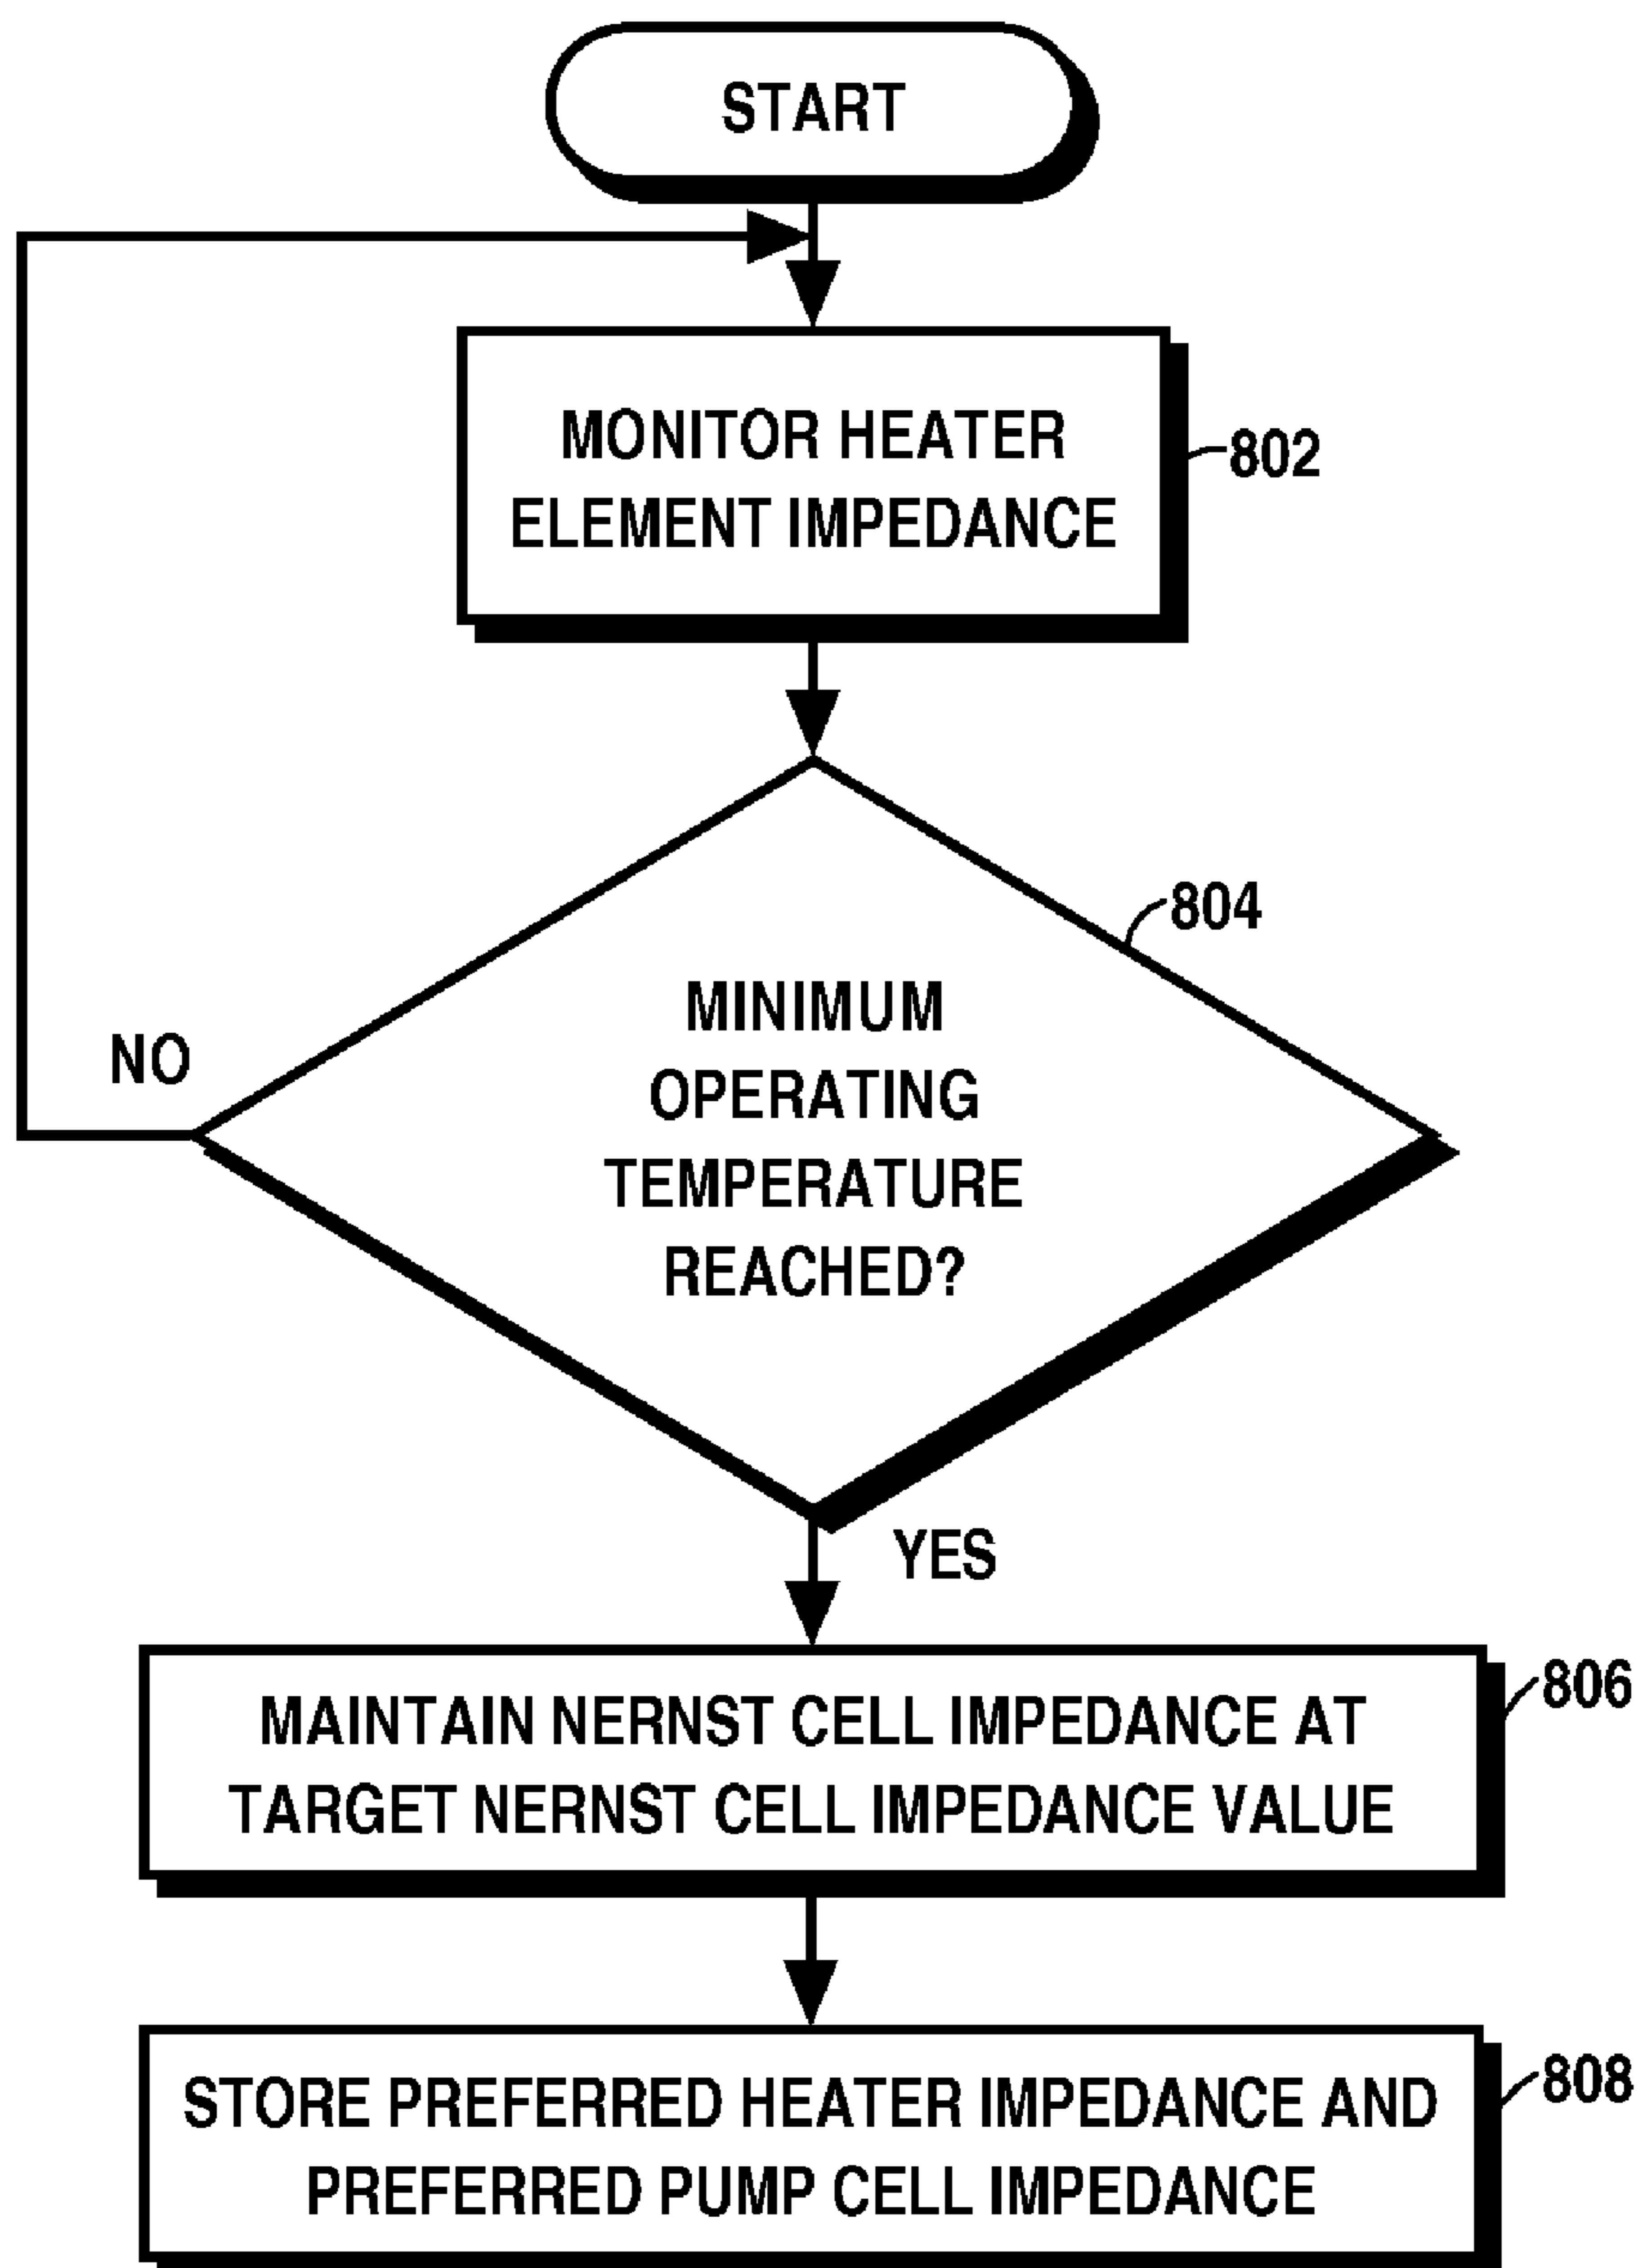 START
MONITOR HEATER
ELEMENT IMPEDANCE
802
804
MINIMUM
OPERATING
TEMPERATURE
REACHED?
NO
YES
MAINTAIN NERNST CELL IMPEDANCE AT
TARGET NERNST CELL IMPEDANCE VALUE
806
STORE PREFERRED HEATER IMPEDANCE AND
PREFERRED PUMP CELL IMPEDANCE
808